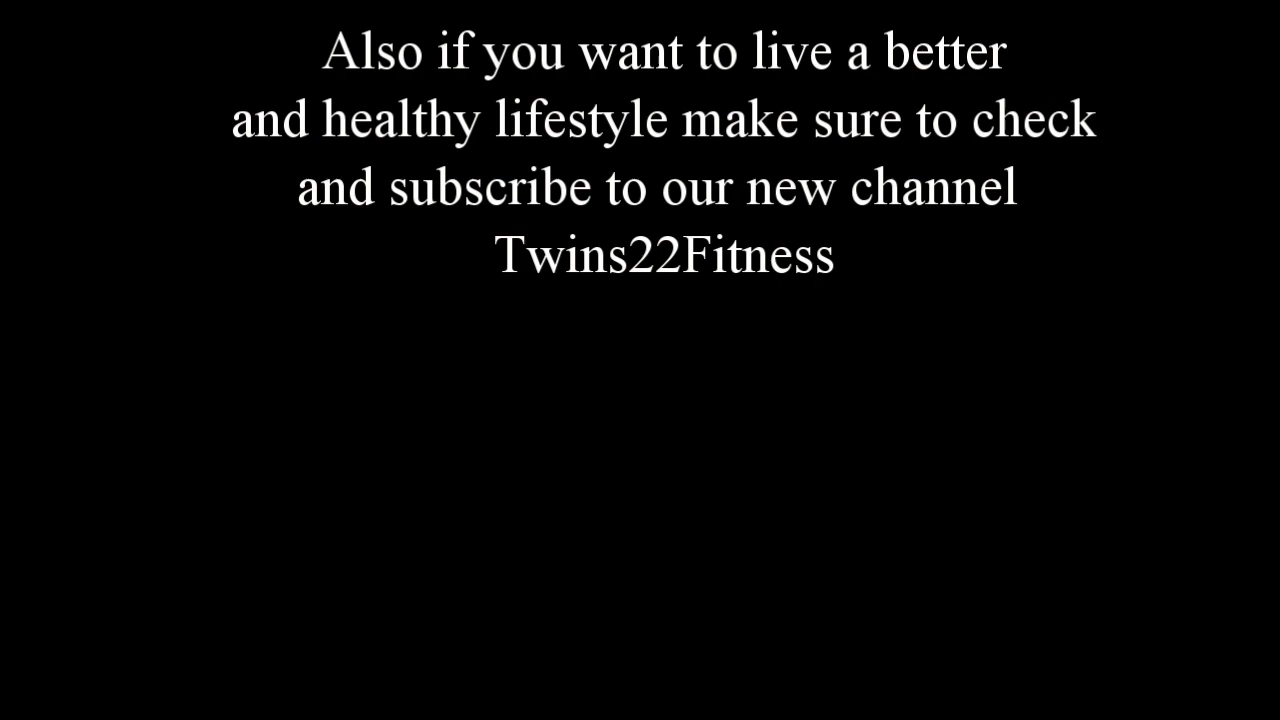 Also if you want to live a better
and healthy lifestyle make sure to check
and subscribe to our new channel
Twins22Fitness